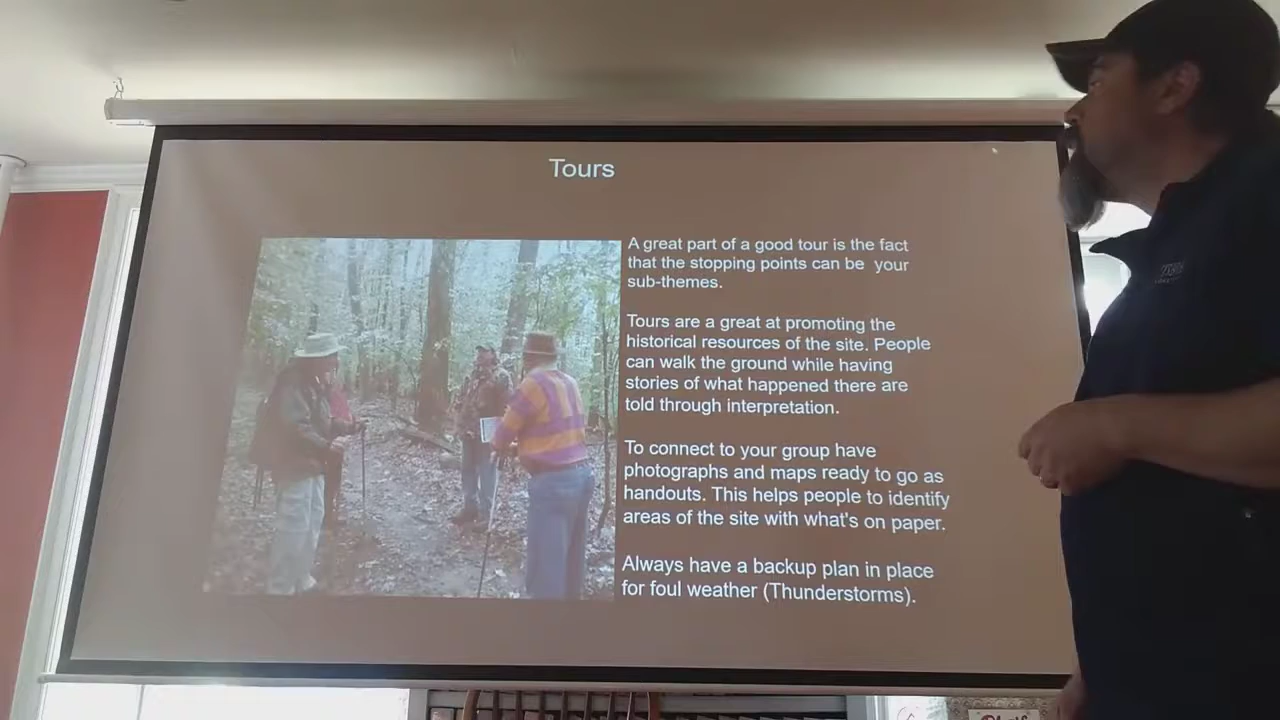 Tours
A great part of a good tour is the fact
that the stopping points can be  your
sub-themes.
Tours are a great at promoting the
historical resources of the site. People
can walk the ground while having
stories of what happened there are
told through interpretation.
To connect to your group have
photographs and maps ready to go as
handouts. This helps people to identify
areas of the site with what's on paper.
Always have a backup plan in place
for foul weather (Thunderstorms).